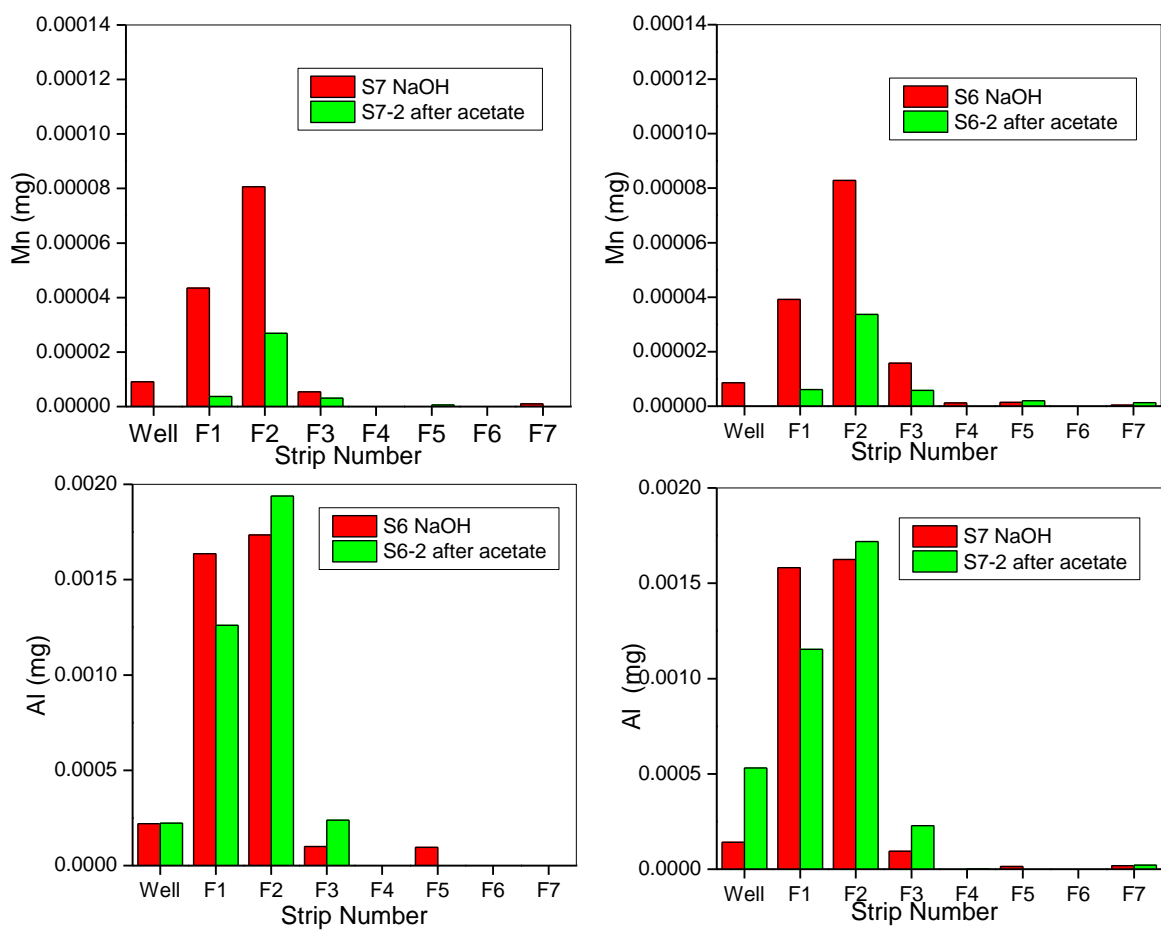 0.00014
0.00012
0.00010
0.00008
0.00006
0.00004
0.00002
0.00000
Mn (mg)
S7 NaOH
S7-2 after acetate
Well F1 F2 F3 F4 F5 F6 F7
Strip Number
0.00014
0.00012
0.00010
0.00008
0.00006
0.00004
0.00002
0.00000
Mn (mg)
S6 NaOH
S6-2 after acetate
Well F1 F2 F3 F4 F5 F6 F7
Strip Number
0.0020
0.0015
0.0010
0.0005
0.0000
Al (mg)
S6 NaOH
S6-2 after acetate
Well F1 F2 F3 F4 F5 F6 F7
Strip Number
0.0020
0.0015
0.0010
0.0005
0.0000
Al (mg)
S7 NaOH
S7-2 after acetate
Well F1 F2 F3 F4 F5 F6 F7
Strip Number